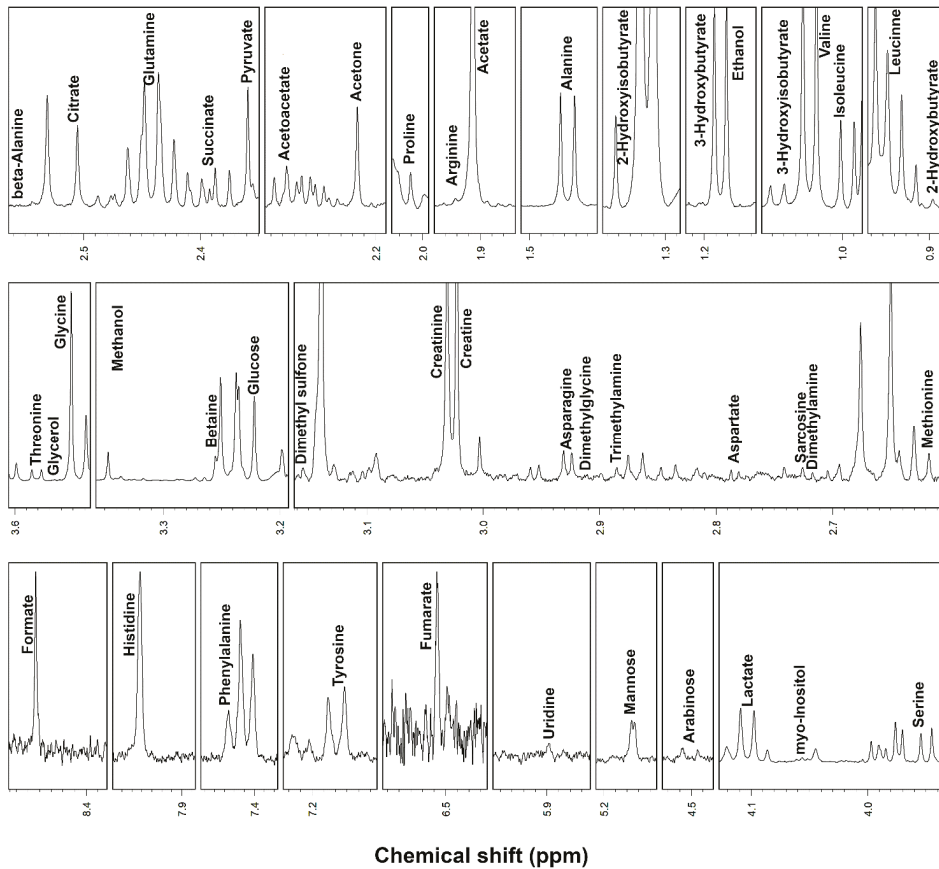 beta-Alanine
Citrate
Glutamine
Succinate
Pyruvate
Acetoacetate
Acetone
Proline
Arginine
Acetate
Alanine
2-Hydroxyisobutyrate
3-Hydroxybutyrate
Ethanol
3-Hydroxyisobutyrate
Valine
Isoleucine
Leucinne
2-Hydroxybutyrate
2.5
2.4
2.2
2.0
1.9
1.5
1.3
1.2
1.0
0.9
Threonine
Glycerol
Glycine
Methanol
Betaine
Glucose
Dimethyl sulfone
Creatinine
Creatine
Asparagine
Dimethylglycine
Trimethylamine
Aspartate
Sarcosine
Dimethylamine
Methionine
3.6
3.3
3.2
3.1
3.0
2.9
2.8
2.7
Formate
Histidine
Phenylalanine
Tyrosine
Fumarate
Uridine
Mannose
Arabinose
Lactate
myo-Inositol
Serine
8.4
7.9
7.4
7.2
6.5
5.9
5.2
4.5
4.1
4.0
Chemical shift (ppm)